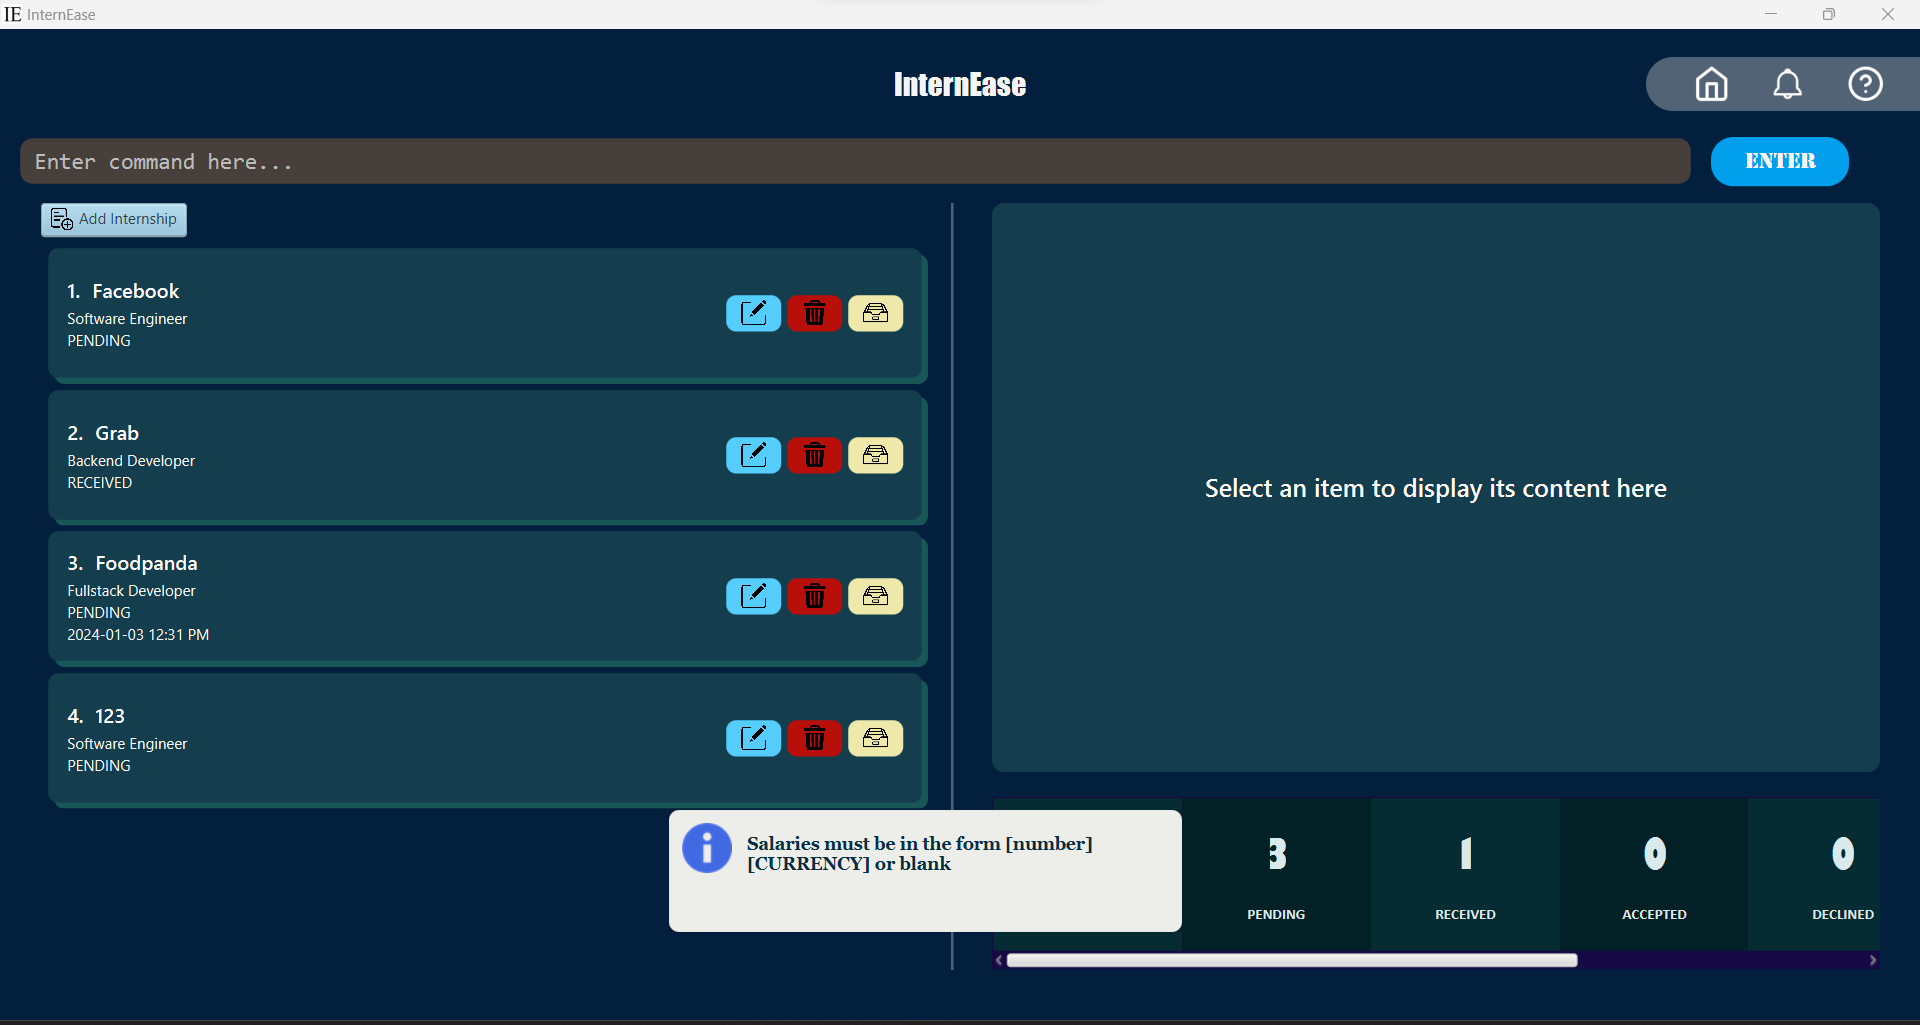 IE InternEase
InternEase
Enter command here...
ENTER
Add Internship
1. Facebook
Software Engineer
PENDING
2. Grab
Backend Developer
RECEIVED
3. Foodpanda
Fullstack Developer
PENDING
2024-01-03 12:31 PM
4. 123
Software Engineer
PENDING
Select an item to display its content here
Salaries must be in the form [number]
[CURRENCY] or blank
3
PENDING
1
RECEIVED
0
ACCEPTED
0
DECLINED